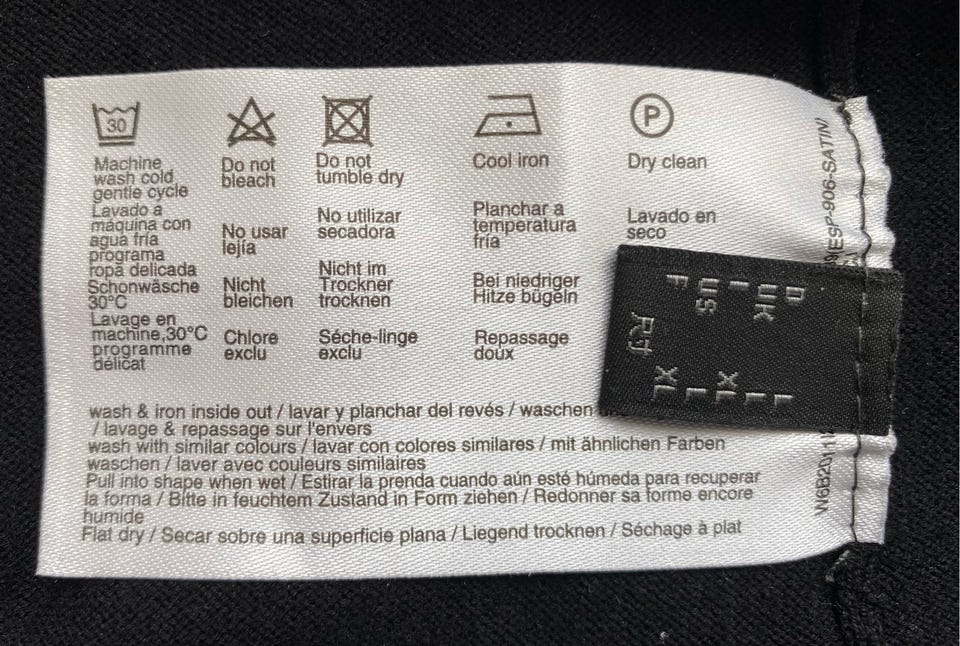 30
Machine
wash cold
gentle cycle
Lavado a
máquina con
agua fría
programa
ropa delicada
Schonwäsche
30°C
Lavage en
machine,30°C
programme
délicat
Do not
bleach
No usar
lejía
Nicht
bleichen
Chlore
exclu
Do not
tumble dry
No utilizar
secadora
Nicht im
Trockner
trocknen
Séche-linge
exclu
Cool iron
Planchar a
temperatura
fría
Bei niedriger
Hitze bügeln
Repassage
doux
P
Dry clean
Lavado en
seco
wash & iron inside out / lavar y planchar del revés / waschen
/ lavage & repassage sur l'envers
wash with similar colours / lavar con colores similares / mit ähnlichen Farben
waschen / laver avec couleurs similaires
Pull into shape when wet / Estirar la prenda cuando aún esté húmeda para recuperar
la forma / Bitte in feuchtem Zustand in Form ziehen / Redonner sa forme encore
humide
Flat dry / Secar sobre una superficie plana / Liegend trocknen / Séchage à plat
D L
UK L
I XL
US L
F XL